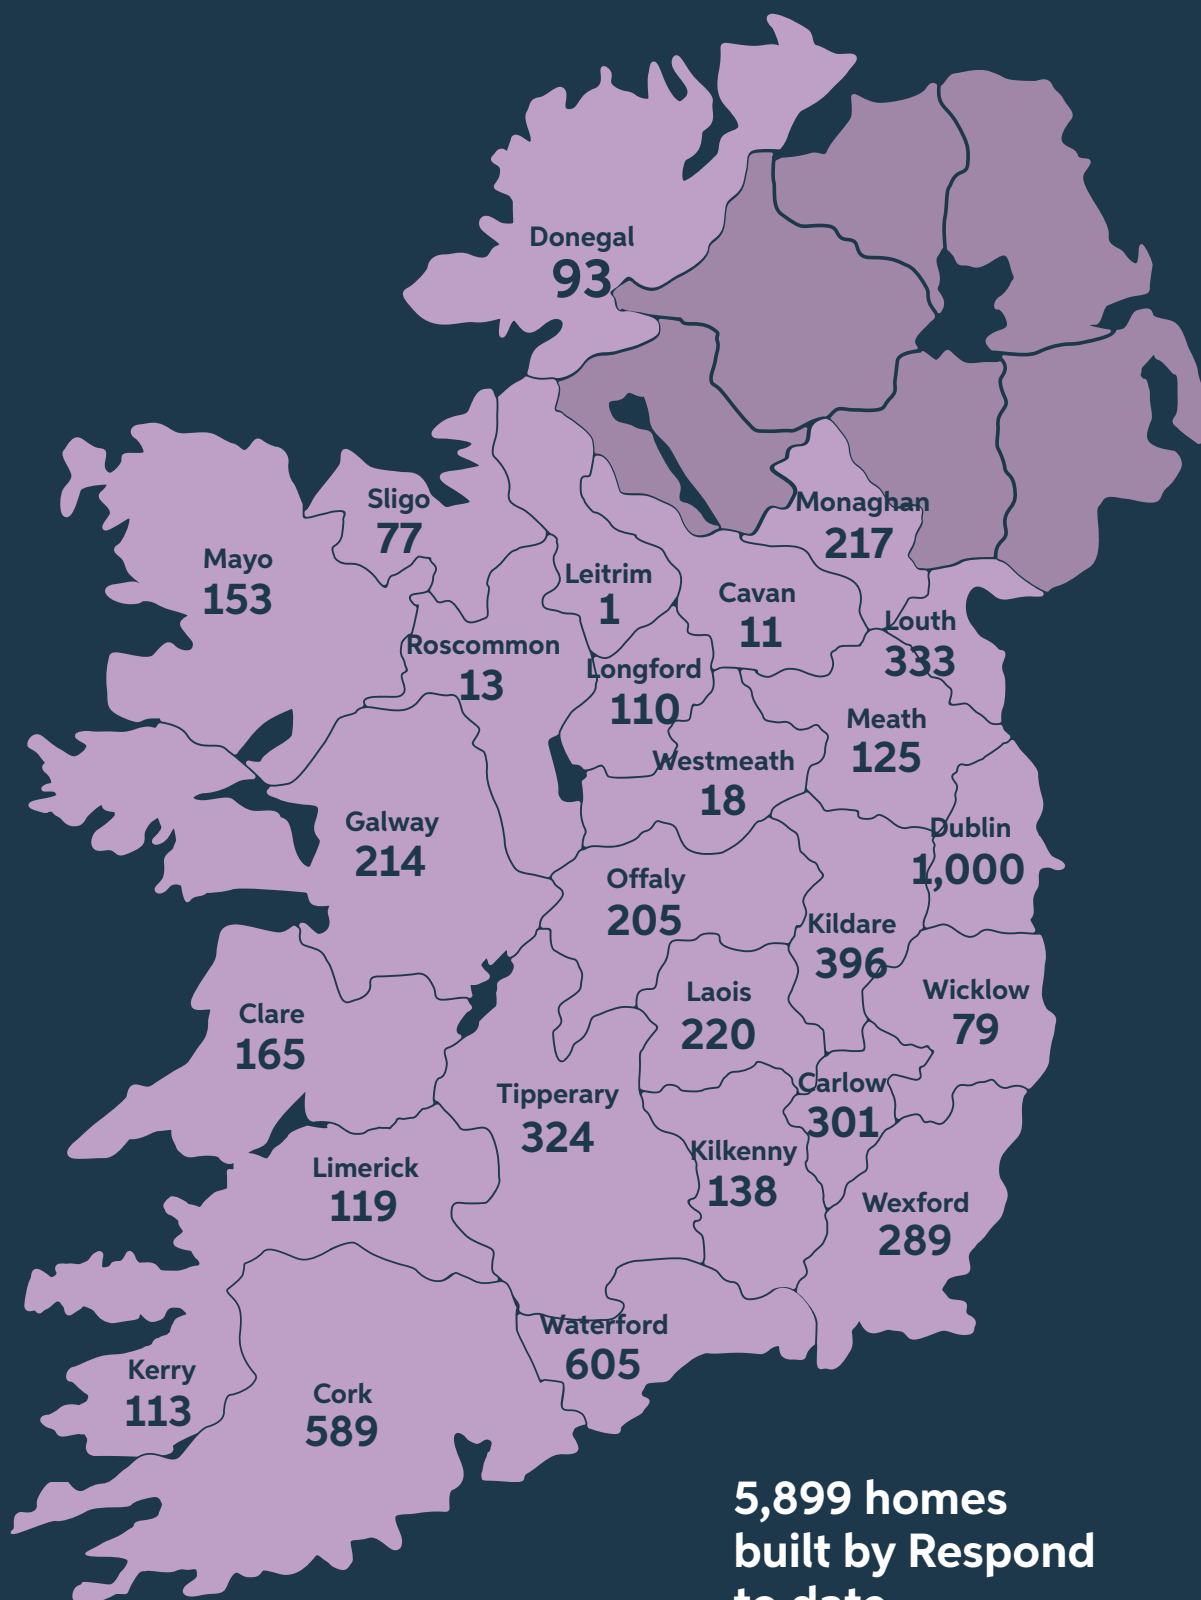 Donegal
93
Sligo
77
Monaghan
217
Mayo
153
Leitrim
1
Cavan
11
Louth
333
Roscommon
13
Longford
110
Meath
125
Westmeath
18
Galway
214
Dublin
1,000
Offaly
205
Kildare
396
Laois
220
Wicklow
79
Clare
165
Tipperary
324
Carlow
301
Kilkenny
138
Limerick
119
Wexford
289
Waterford
605
Kerry
113
Cork
589
5,899 homes
built by Respond
to date